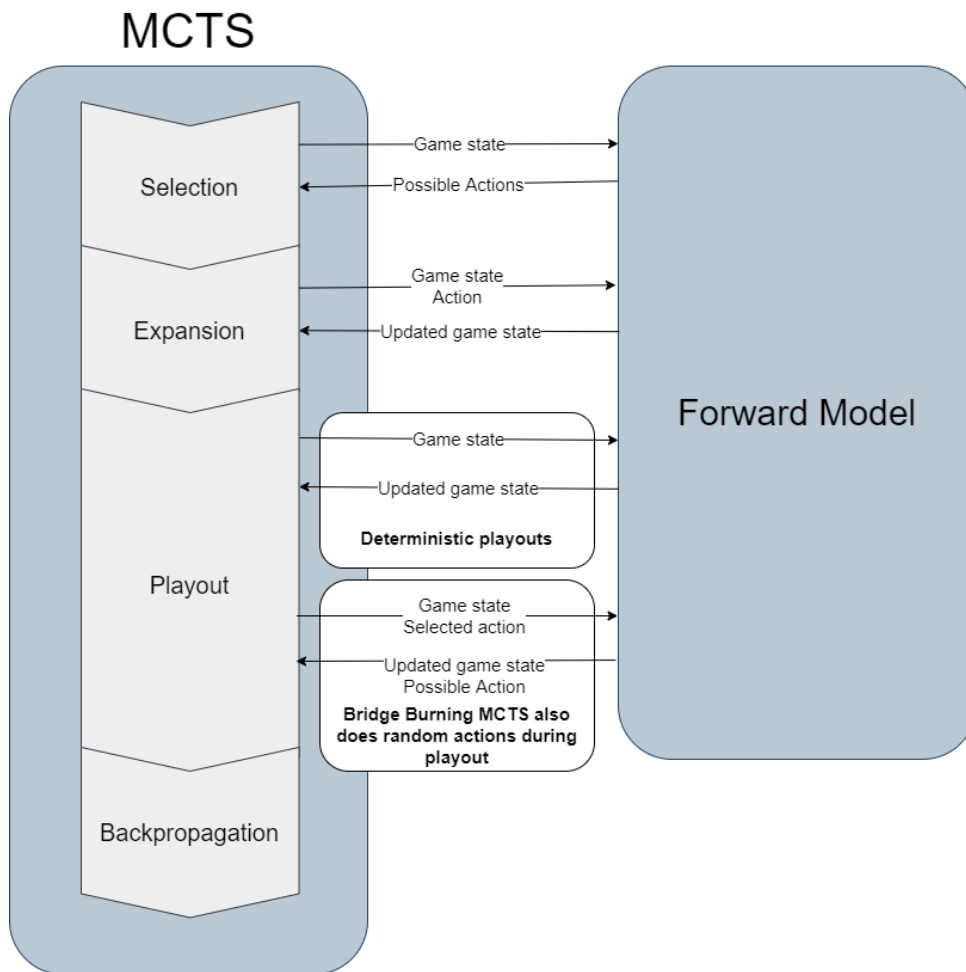 MCTS
Selection
Game state
Possible Actions
Expansion
Game state
Action
Updated game state
Forward Model
Playout
Game state
Updated game state
Deterministic playouts
Game state
Selected action
Updated game state
Possible Action
Bridge Burning MCTS also
does random actions during
playout
Backpropagation